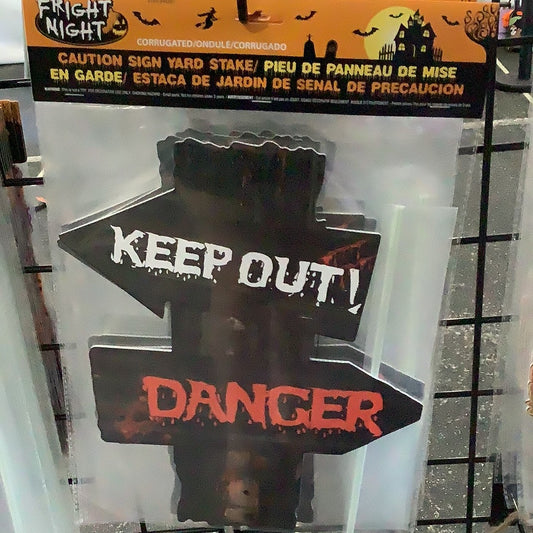 FRIGHT
NIGHT
CORRUGATED/ONDULÉ/CORRUGADO
CAUTION SIGN YARD STAKE/ PIEU DE PANNEAU DE MISE
EN GARDE/ ESTACA DE JARDIN DE SENAL DE PRECAUCION
KEEP OUT!
DANGER